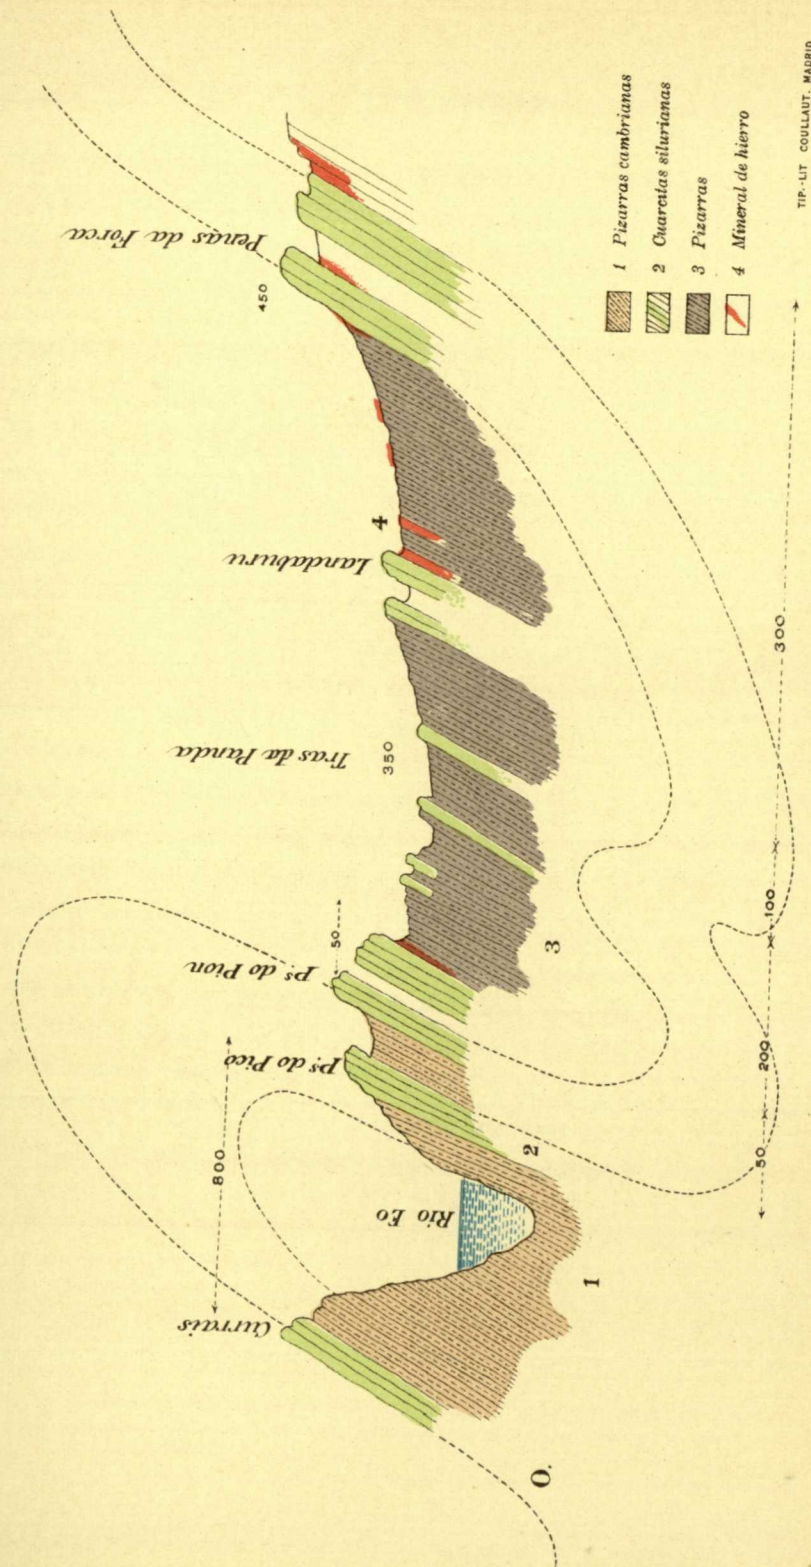 Currais
800
Rio Eo
Ps. do Pico
Ps. do Pion
50
Tras da Panda
350
Landaburu
4
450
Penas da Forca
O.
1
2
3
50
200
100
300
1 Pizarras cambrianas
2 Cuarcitas silurianas
3 Pizarras
4 Mineral de hierro
TIP.-LIT COULLAUT. MADRID